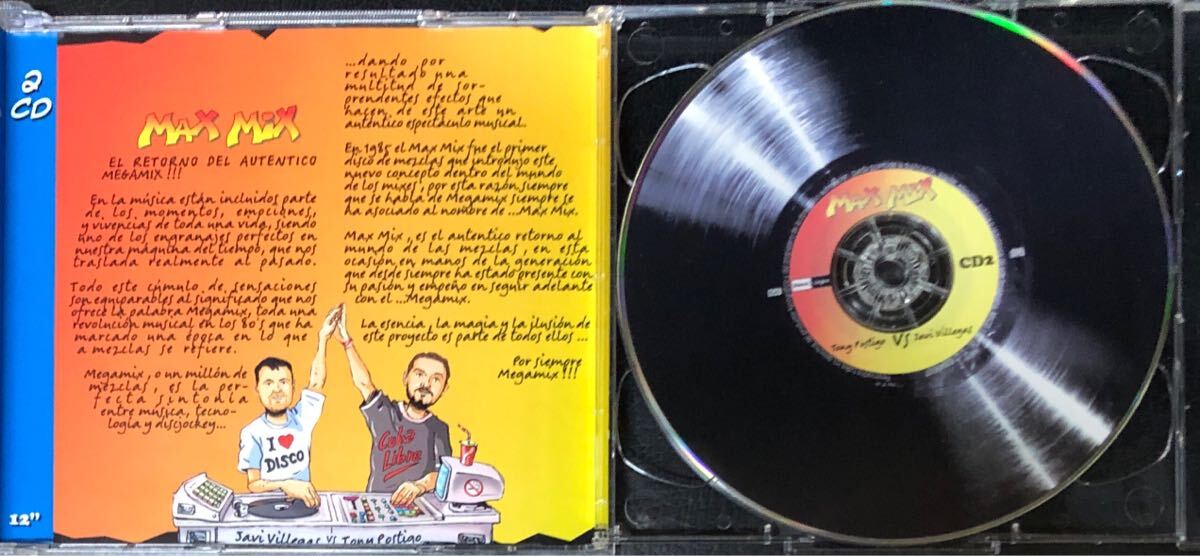 2
CD
MAX MIX
EL RETORNO DEL AUTENTICO
MEGAMIX !!!
En la música están incluidos parte
de los momentos, emociones,
y vivencias de toda una vida, siendo
uno de los engranajes perfectos en
nuestra máquina del tiempo, que nos
traslada realmente al pasado.
Todo este cúmulo de sensaciones
son equiparables al significado que nos
ofrece la palabra Megamix, toda una
revolución musical en los 80's que ha
marcado una época en lo que
a mezclas se refiere.
Megamix, o un millón de
mezclas, es la per-
fecta sintonía
entre música, tecno-
logía y discjockey...
...dando por
resultado una
multitud de sor-
prendentes efectos que
hacen de este arte un
auténtico espectáculo musical.
En 1985 el Max Mix fue el primer
disco de mezclas que introdujo este
nuevo concepto dentro del mundo
de los mixes, por esta razón siempre
que se habla de Megamix siempre se
ha asociado al nombre de ...Max Mix.
Max Mix, es el autentico retorno al
mundo de las mezclas, en esta
ocasión en manos de la generación
que desde siempre ha estado presente con
su pasión y empeño en seguir adelante
con el ...Megamix.
La esencia, la magia y la ilusión de
este proyecto es parte de todos ellos ...
Por siempre
Megamix !!!
I ♥
DISCO
Cuba
Libre
12"
Javi Villegas VS Tony Postigo
MAX MIX
CD2
Tony Postigo VS Javi Villegas